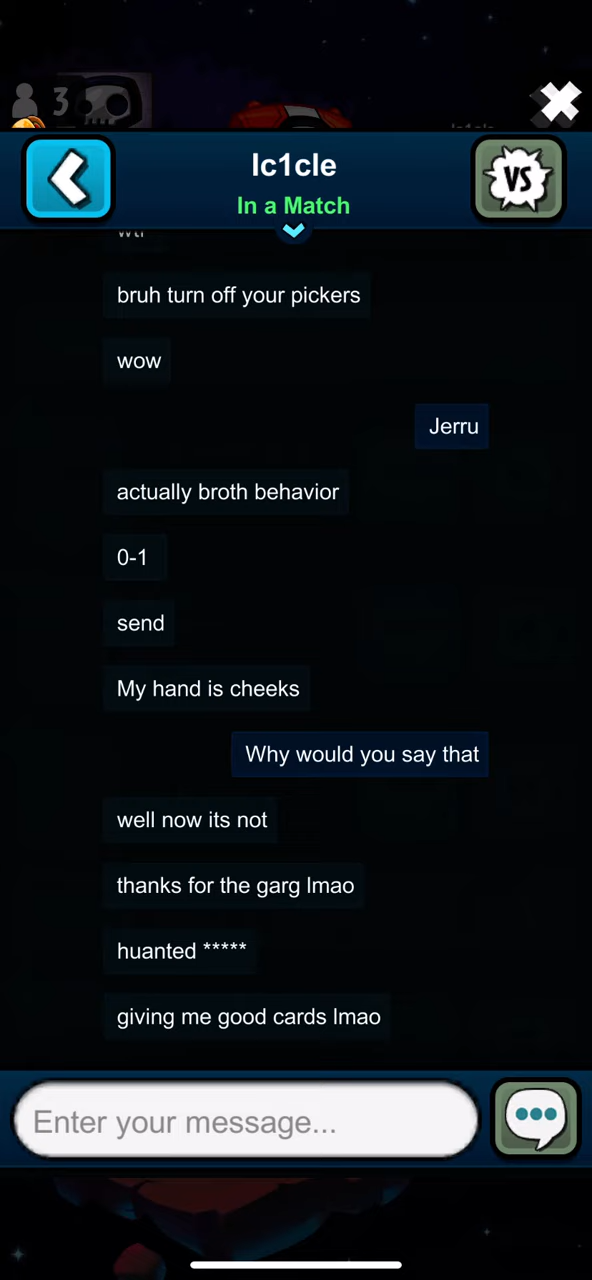 3
Ic1cle
In a Match
VS
bruh turn off your pickers
wow
Jerru
actually broth behavior
0-1
send
My hand is cheeks
Why would you say that
well now its not
thanks for the garg lmao
huanted *****
giving me good cards lmao
Enter your message...